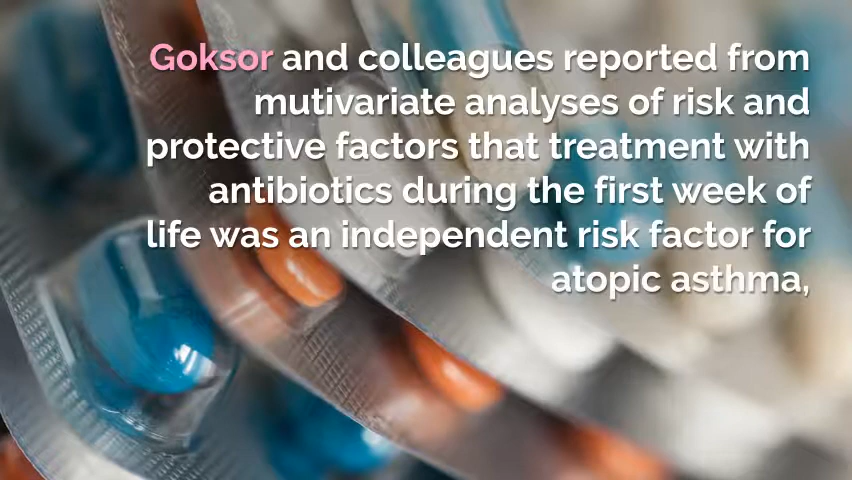 Goksor and colleagues reported from
mutivariate analyses of risk and
protective factors that treatment with
antibiotics during the first week of
life was an independent risk factor for
atopic asthma,